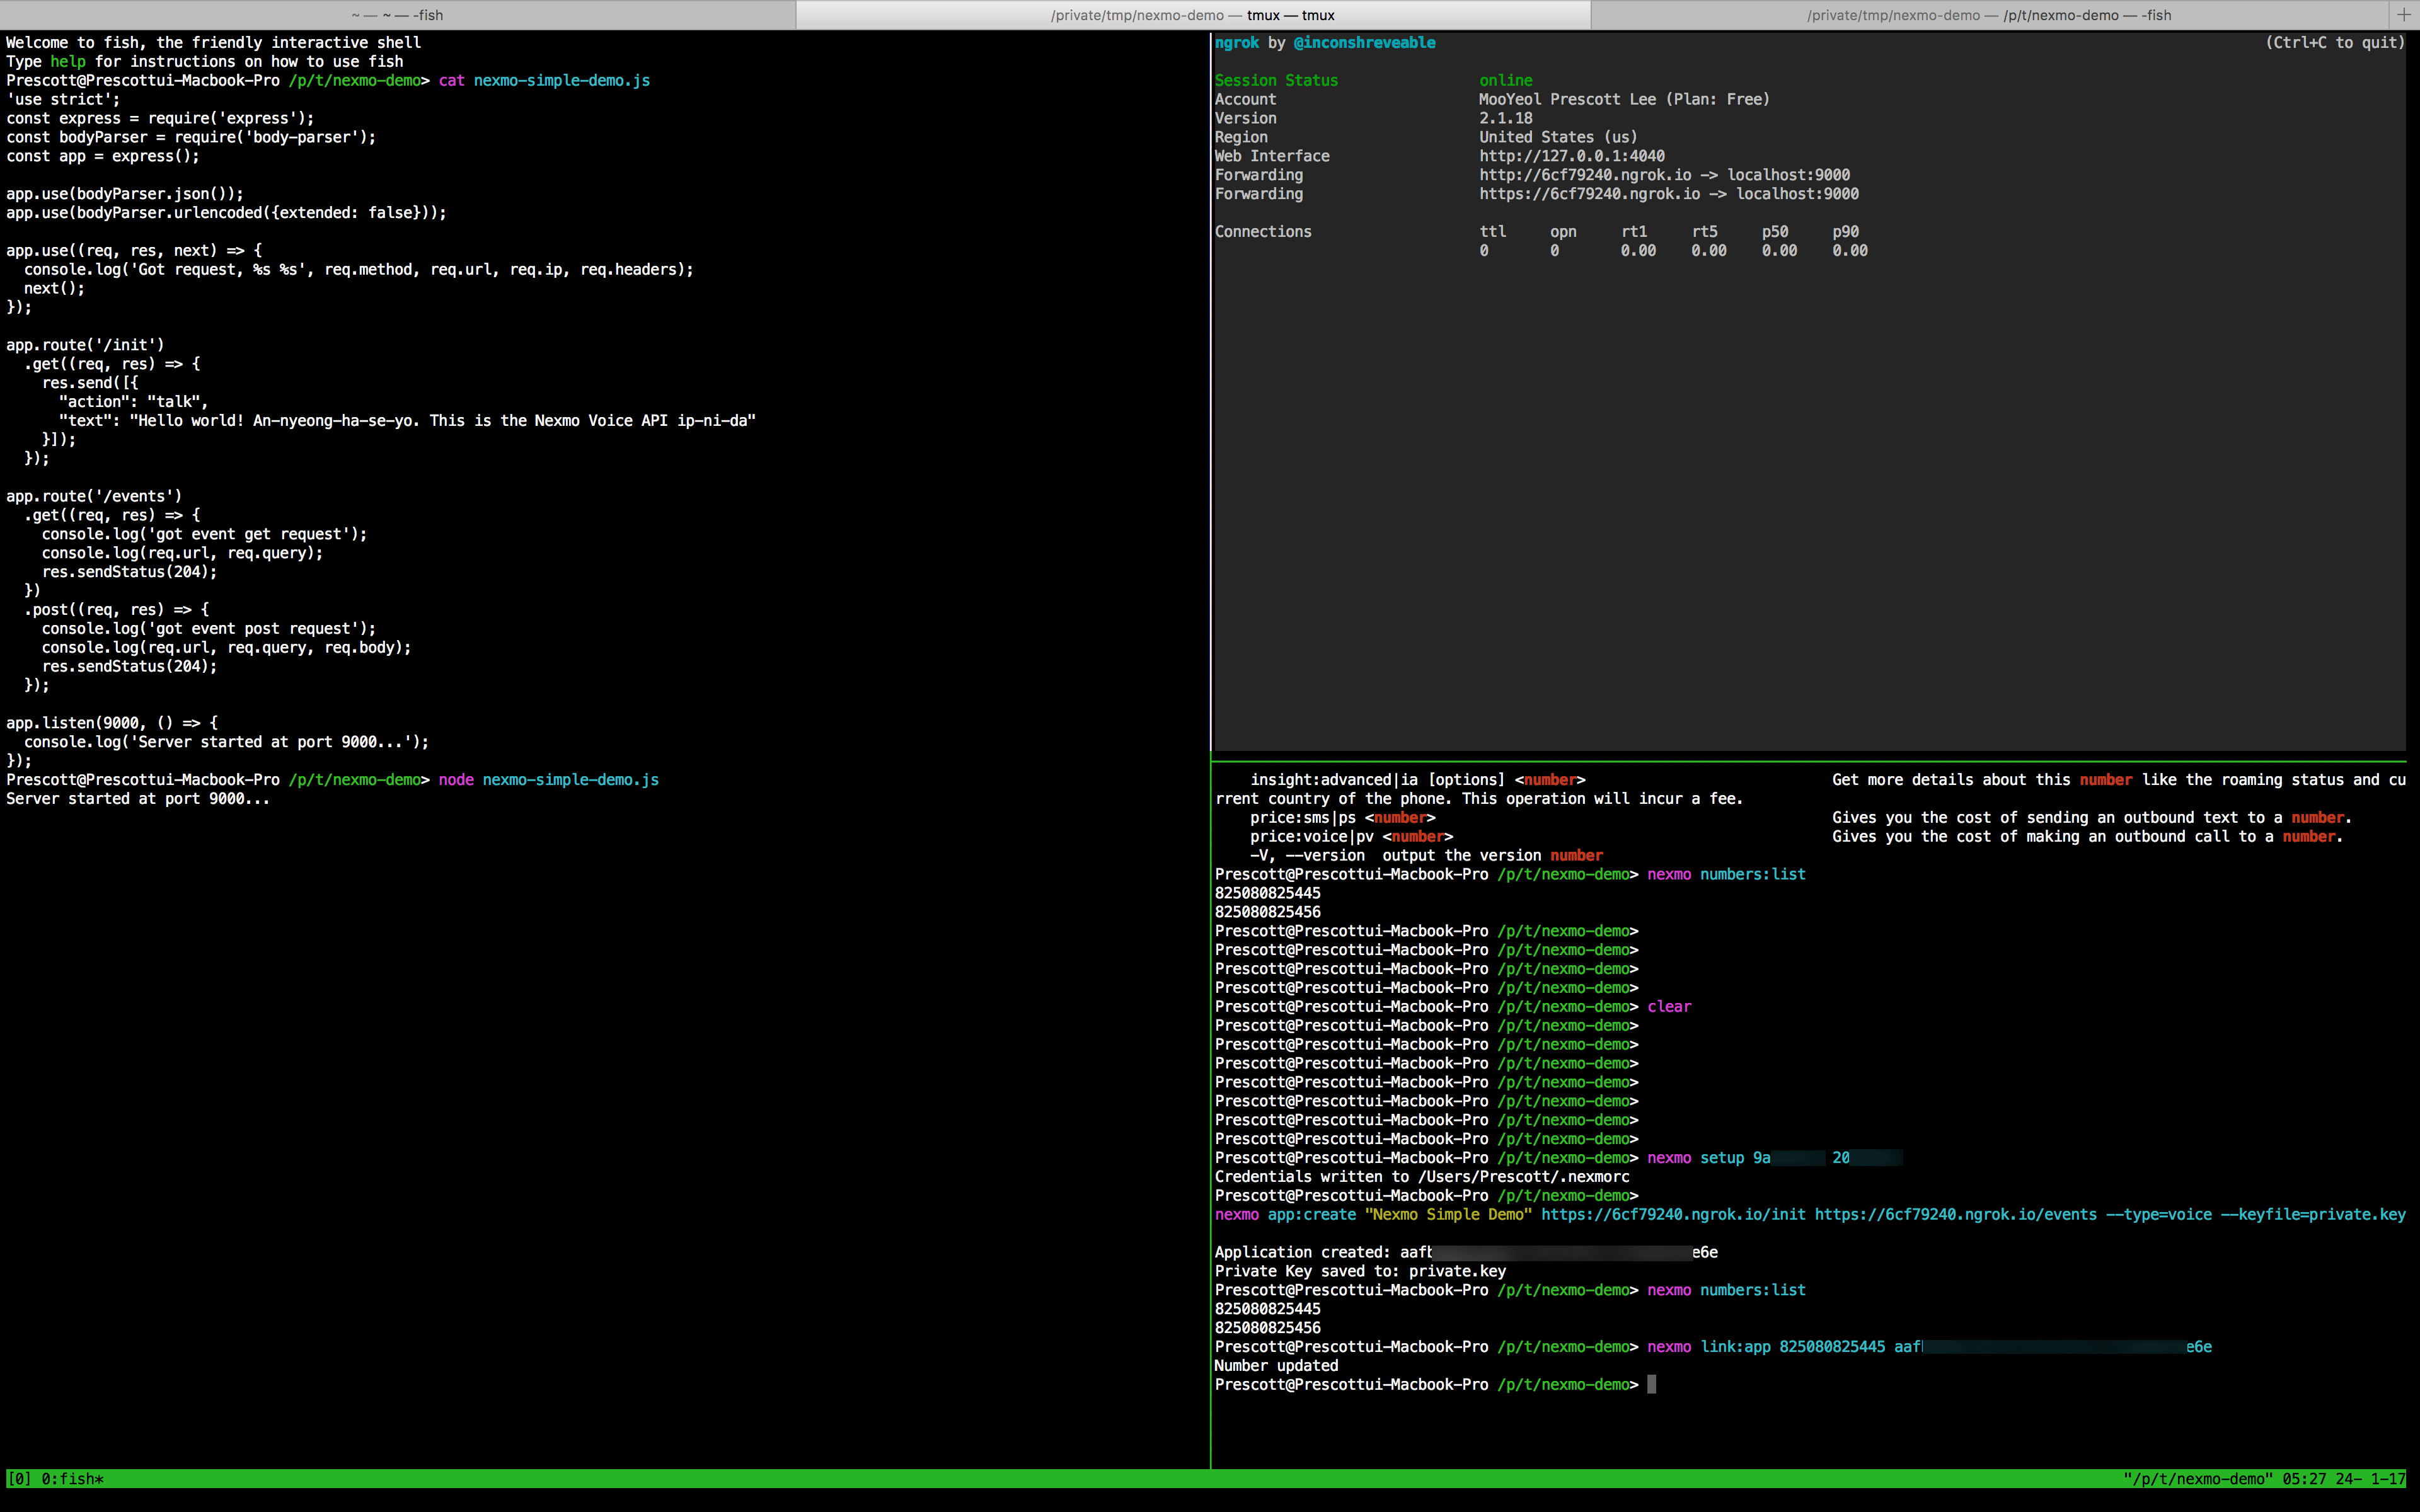 ~ — ~ — -fish
/private/tmp/nexmo-demo — tmux — tmux
/private/tmp/nexmo-demo — /p/t/nexmo-demo — -fish
+
Welcome to fish, the friendly interactive shell
Type help for instructions on how to use fish
Prescott@Prescottui-Macbook-Pro /p/t/nexmo-demo> cat nexmo-simple-demo.js
'use strict';
const express = require('express');
const bodyParser = require('body-parser');
const app = express();

app.use(bodyParser.json());
app.use(bodyParser.urlencoded({extended: false}));

app.use((req, res, next) => {
  console.log('Got request, %s %s', req.method, req.url, req.ip, req.headers);
  next();
});

app.route('/init')
  .get((req, res) => {
    res.send([{
      "action": "talk",
      "text": "Hello world! An-nyeong-ha-se-yo. This is the Nexmo Voice API ip-ni-da"
    }]);
  });

app.route('/events')
  .get((req, res) => {
    console.log('got event get request');
    console.log(req.url, req.query);
    res.sendStatus(204);
  })
  .post((req, res) => {
    console.log('got event post request');
    console.log(req.url, req.query, req.body);
    res.sendStatus(204);
  });

app.listen(9000, () => {
  console.log('Server started at port 9000...');
});
Prescott@Prescottui-Macbook-Pro /p/t/nexmo-demo> node nexmo-simple-demo.js
Server started at port 9000...
ngrok by @inconshreveable (Ctrl+C to quit)

Session Status online
Account MooYeol Prescott Lee (Plan: Free)
Version 2.1.18
Region United States (us)
Web Interface http://127.0.0.1:4040
Forwarding http://6cf79240.ngrok.io -> localhost:9000
Forwarding https://6cf79240.ngrok.io -> localhost:9000

Connections ttl opn rt1 rt5 p50 p90
0 0 0.00 0.00 0.00 0.00
insight:advanced|ia [options] <number> Get more details about this number like the roaming status and cu
rrent country of the phone. This operation will incur a fee.
price:sms|ps <number> Gives you the cost of sending an outbound text to a number.
price:voice|pv <number> Gives you the cost of making an outbound call to a number.
-V, --version  output the version number
Prescott@Prescottui-Macbook-Pro /p/t/nexmo-demo> nexmo numbers:list
825080825445
825080825456
Prescott@Prescottui-Macbook-Pro /p/t/nexmo-demo>
Prescott@Prescottui-Macbook-Pro /p/t/nexmo-demo>
Prescott@Prescottui-Macbook-Pro /p/t/nexmo-demo>
Prescott@Prescottui-Macbook-Pro /p/t/nexmo-demo>
Prescott@Prescottui-Macbook-Pro /p/t/nexmo-demo> clear
Prescott@Prescottui-Macbook-Pro /p/t/nexmo-demo>
Prescott@Prescottui-Macbook-Pro /p/t/nexmo-demo>
Prescott@Prescottui-Macbook-Pro /p/t/nexmo-demo>
Prescott@Prescottui-Macbook-Pro /p/t/nexmo-demo>
Prescott@Prescottui-Macbook-Pro /p/t/nexmo-demo>
Prescott@Prescottui-Macbook-Pro /p/t/nexmo-demo>
Prescott@Prescottui-Macbook-Pro /p/t/nexmo-demo>
Prescott@Prescottui-Macbook-Pro /p/t/nexmo-demo> nexmo setup 9a 20
Credentials written to /Users/Prescott/.nexmorc
Prescott@Prescottui-Macbook-Pro /p/t/nexmo-demo>
nexmo app:create "Nexmo Simple Demo" https://6cf79240.ngrok.io/init https://6cf79240.ngrok.io/events --type=voice --keyfile=private.key

Application created: aafb e6e
Private Key saved to: private.key
Prescott@Prescottui-Macbook-Pro /p/t/nexmo-demo> nexmo numbers:list
825080825445
825080825456
Prescott@Prescottui-Macbook-Pro /p/t/nexmo-demo> nexmo link:app 825080825445 aaf e6e
Number updated
Prescott@Prescottui-Macbook-Pro /p/t/nexmo-demo>
[0] 0:fish* "/p/t/nexmo-demo" 05:27 24- 1-17